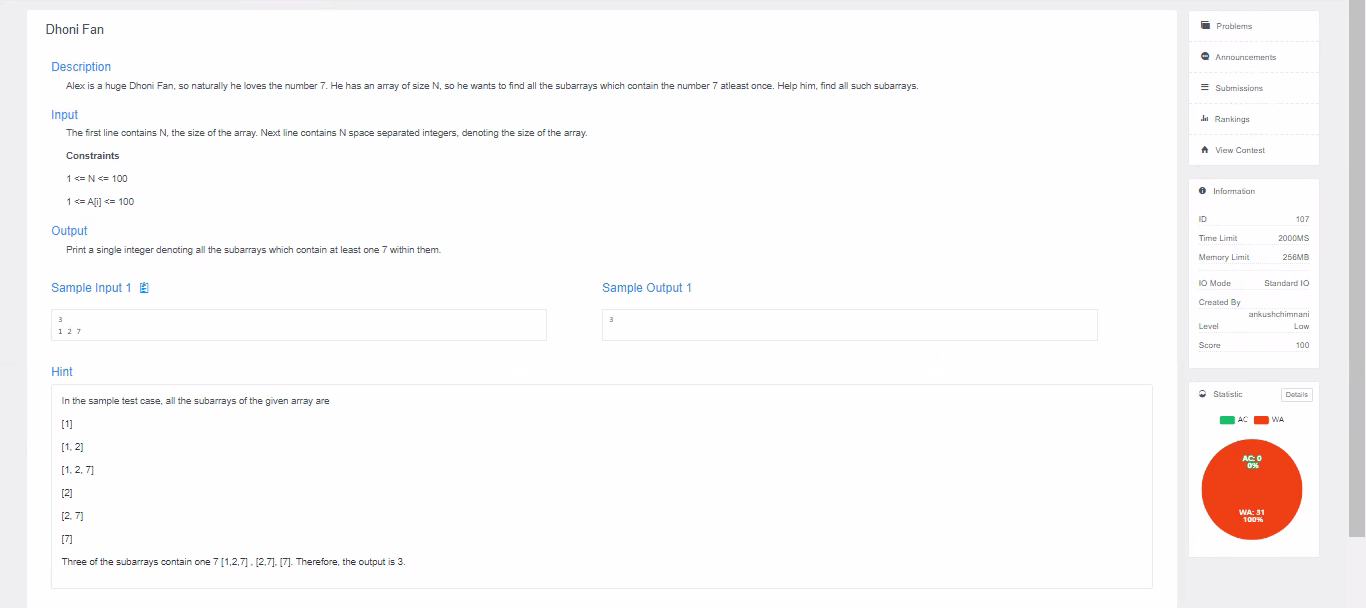 Dhoni Fan
Description
Alex is a huge Dhoni Fan, so naturally he loves the number 7. He has an array of size N, so he wants to find all the subarrays which contain the number 7 atleast once. Help him, find all such subarrays.
Input
The first line contains N, the size of the array. Next line contains N space separated integers, denoting the size of the array.
Constraints
1 <= N <= 100
1 <= A[i] <= 100
Output
Print a single integer denoting all the subarrays which contain at least one 7 within them.
Sample Input 1
3
1 2 7
Sample Output 1
3
Hint
In the sample test case, all the subarrays of the given array are
[1]
[1, 2]
[1, 2, 7]
[2]
[2, 7]
[7]
Three of the subarrays contain one 7 [1,2,7] , [2,7], [7]. Therefore, the output is 3.
Problems
Announcements
Submissions
Rankings
View Contest
Information
ID 107
Time Limit 2000MS
Memory Limit 256MB
IO Mode Standard IO
Created By
ankushchimnani
Level Low
Score 100
Statistic Details
AC WA
AC: 0
0%
WA: 31
100%